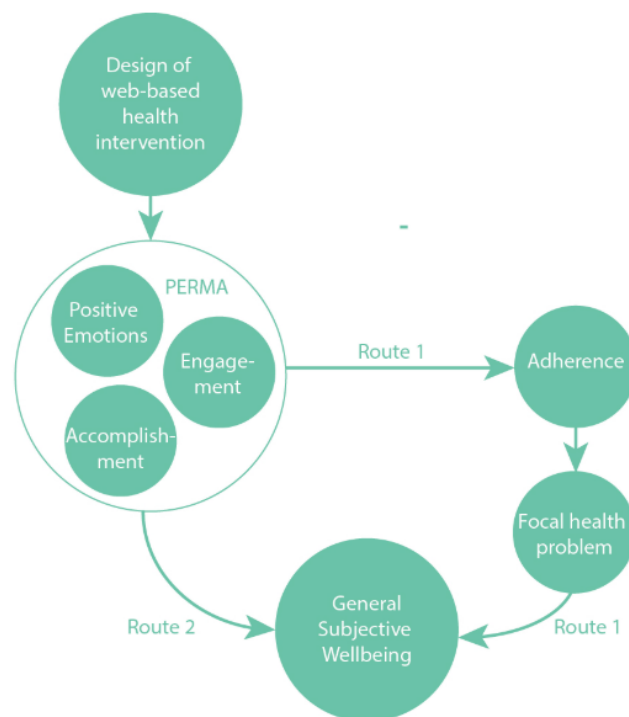 Design of
web-based
health
intervention
PERMA
Positive
Emotions
Engage-
ment
Accomplish-
ment
Route 1
Adherence
Focal health
problem
General
Subjective
Wellbeing
Route 2
Route 1